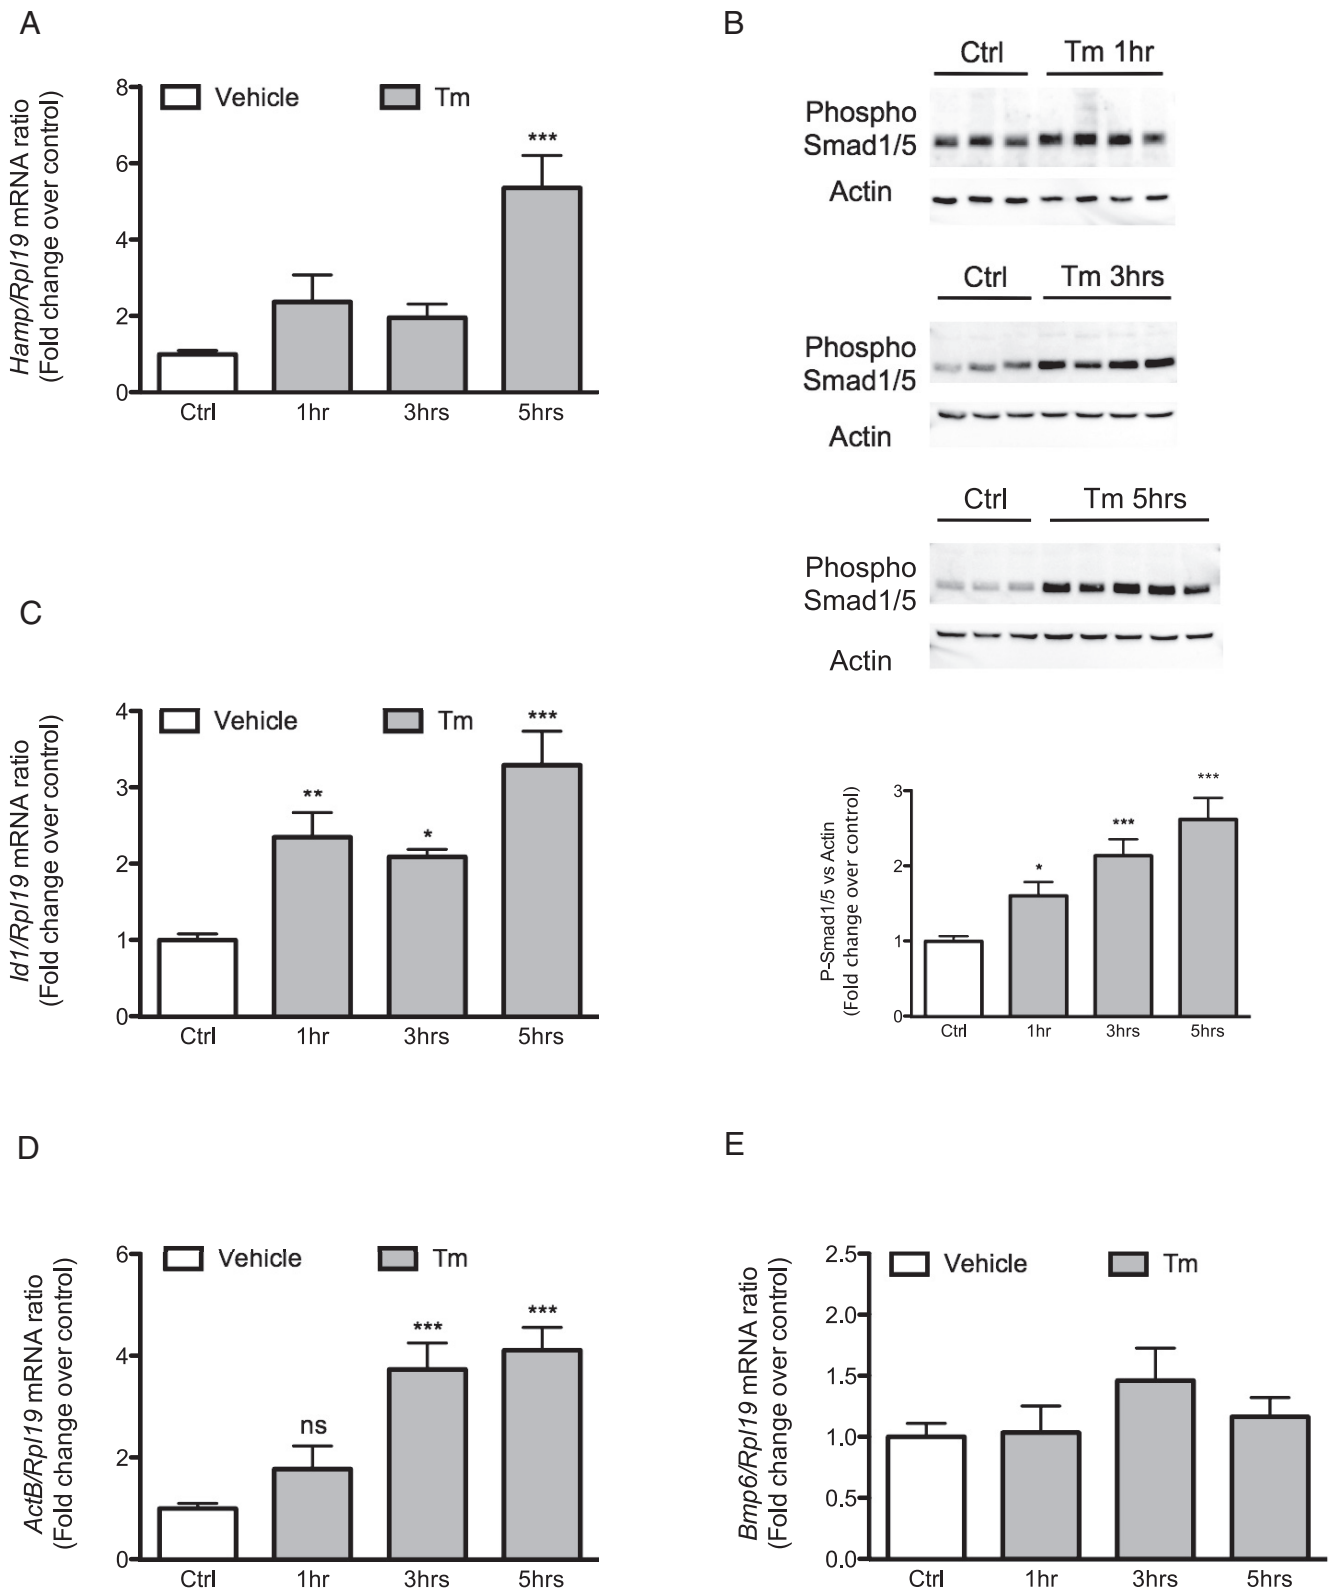 A
Hamp/Rpl19 mRNA ratio
(Fold change over control)
Vehicle
Tm
8
6
4
2
0
***
Ctrl
1hr
3hrs
5hrs
B
Ctrl
Tm 1hr
Phospho
Smad1/5
Actin
Ctrl
Tm 3hrs
Phospho
Smad1/5
Actin
Ctrl
Tm 5hrs
Phospho
Smad1/5
Actin
P-Smad1/5 vs Actin
(Fold change over control)
3
2
1
0
*
***
***
Ctrl
1hr
3hrs
5hrs
C
Id1/Rpl19 mRNA ratio
(Fold change over control)
Vehicle
Tm
4
3
2
1
0
**
*
***
Ctrl
1hr
3hrs
5hrs
D
ActB/Rpl19 mRNA ratio
(Fold change over control)
Vehicle
Tm
6
4
2
0
ns
***
***
Ctrl
1hr
3hrs
5hrs
E
Bmp6/Rpl19 mRNA ratio
(Fold change over control)
Vehicle
Tm
2.5
2.0
1.5
1.0
0.5
0.0
Ctrl
1hr
3hrs
5hrs